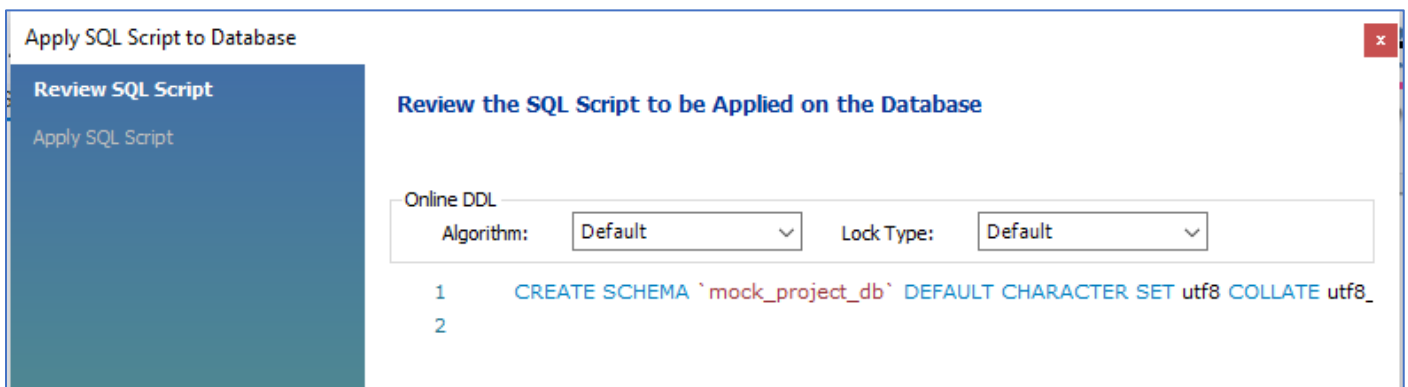 Apply SQL Script to Database
x
Review SQL Script
Apply SQL Script
Review the SQL Script to be Applied on the Database
Online DDL
Algorithm: Default Lock Type: Default
1 CREATE SCHEMA `mock_project_db` DEFAULT CHARACTER SET utf8 COLLATE utf8_
2